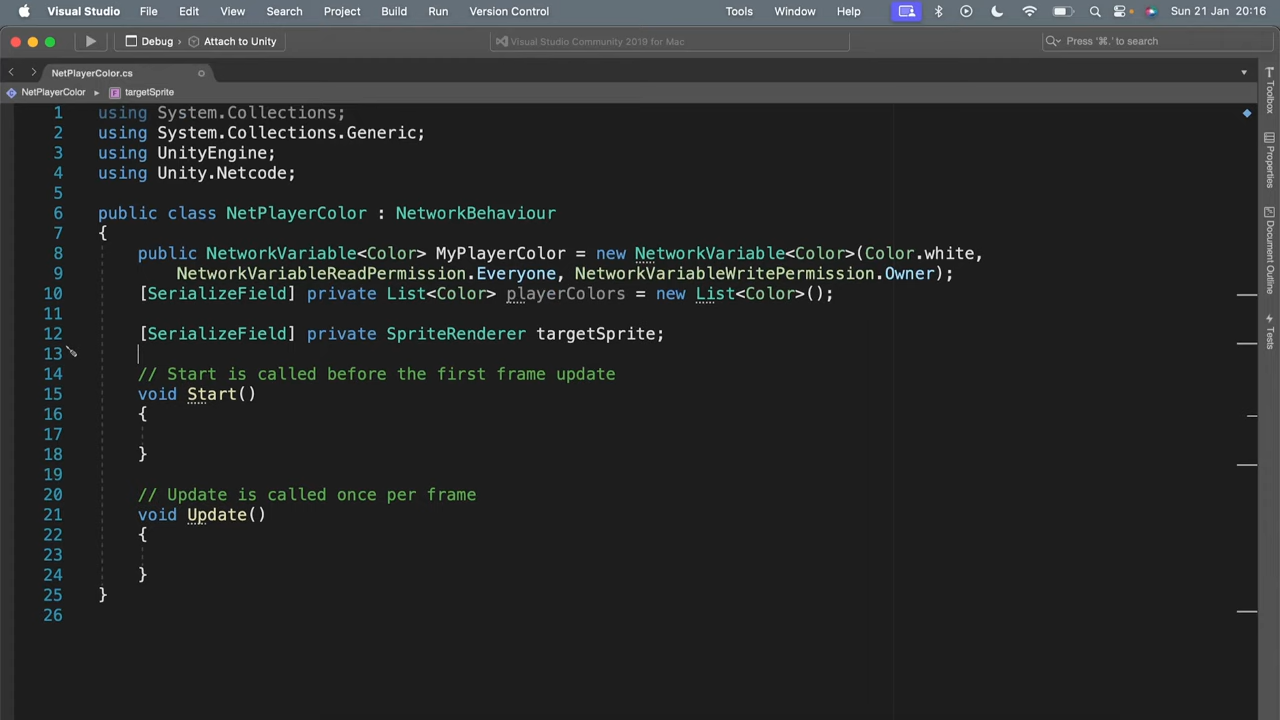 Visual Studio File Edit View Search Project Build Run Version Control Tools Window Help Sun 21 Jan 20:16
Debug Attach to Unity Visual Studio Community 2019 for Mac Press '⌘.' to search
NetPlayerColor.cs
NetPlayerColor targetSprite
1 using System.Collections;
2 using System.Collections.Generic;
3 using UnityEngine;
4 using Unity.Netcode;
5
6 public class NetPlayerColor : NetworkBehaviour
7 {
8 public NetworkVariable<Color> MyPlayerColor = new NetworkVariable<Color>(Color.white,
9 NetworkVariableReadPermission.Everyone, NetworkVariableWritePermission.Owner);
10 [SerializeField] private List<Color> playerColors = new List<Color>();
11
12 [SerializeField] private SpriteRenderer targetSprite;
13
14 // Start is called before the first frame update
15 void Start()
16 {
17
18 }
19
20 // Update is called once per frame
21 void Update()
22 {
23
24 }
25 }
26
Toolbox
Properties
Document Outline
Tests